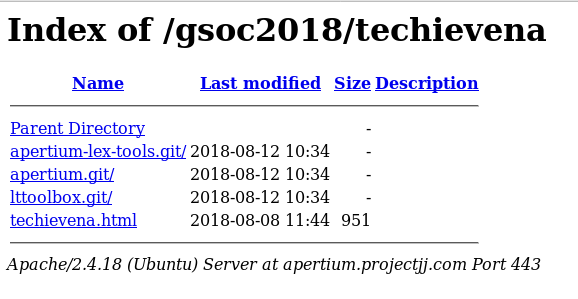 Index of /gsoc2018/techievena
Name Last modified Size Description
Parent Directory -
apertium-lex-tools.git/ 2018-08-12 10:34 -
apertium.git/ 2018-08-12 10:34 -
lttoolbox.git/ 2018-08-12 10:34 -
techievena.html 2018-08-08 11:44 951
Apache/2.4.18 (Ubuntu) Server at apertium.projectjj.com Port 443